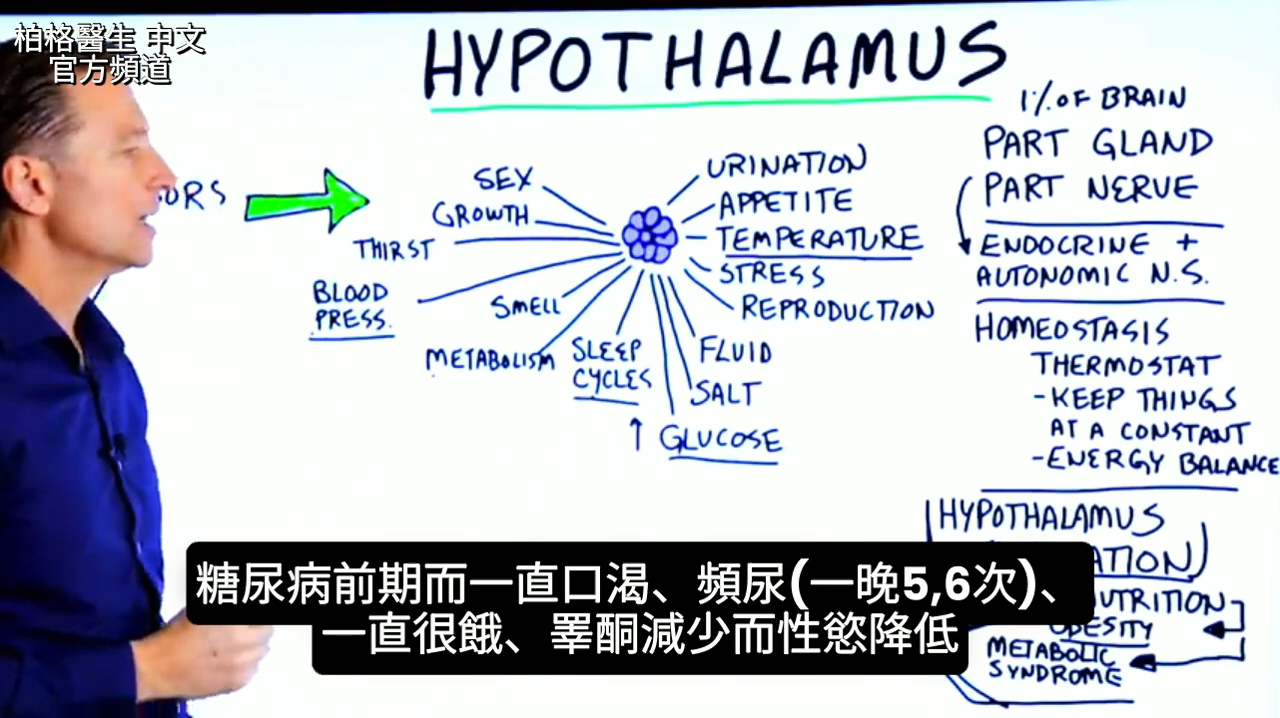 柏格醫生 中文
官方頻道
HYPOTHALAMUS
1% OF BRAIN
PART GLAND
PART NERVE
ENDOCRINE +
AUTONOMIC N.S.
HOMEOSTASIS
THERMOSTAT
-KEEP THINGS
AT A CONSTANT
-ENERGY BALANCE
SEX
GROWTH
THIRST
BLOOD
PRESS.
SMELL
METABOLISM
SLEEP
CYCLES
↑ GLUCOSE
SALT
FLUID
REPRODUCTION
STRESS
TEMPERATURE
APPETITE
URINATION
HYPOTHALAMUS
OBESITY
METABOLIC
SYNDROME
糖尿病前期而一直口渴、頻尿(一晚5,6次)、
一直很餓、睪酮減少而性慾降低